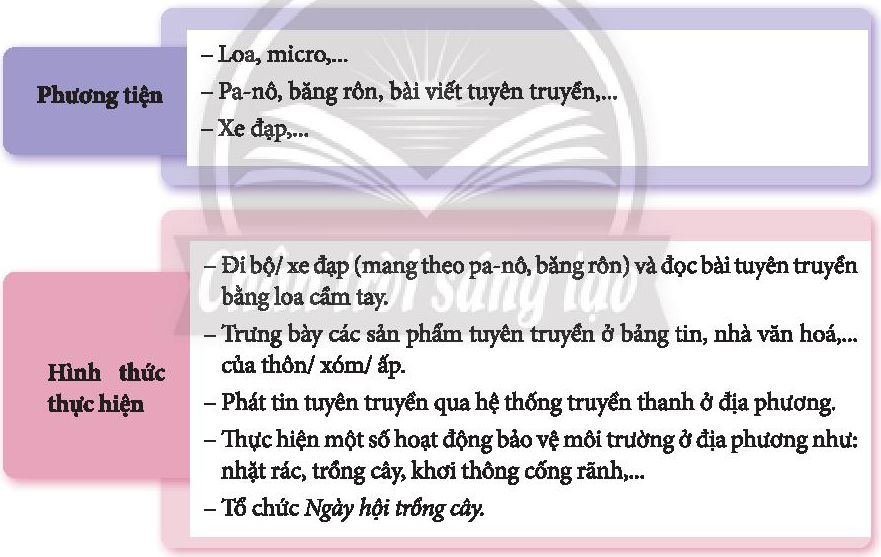 Phương tiện
– Loa, micro,...
– Pa-nô, băng rôn, bài viết tuyên truyền,...
– Xe đạp,...
Hình thức
thực hiện
– Đi bộ/ xe đạp (mang theo pa-nô, băng rôn) và đọc bài tuyên truyền
bằng loa cầm tay.
– Trưng bày các sản phẩm tuyên truyền ở bảng tin, nhà văn hoá,...
của thôn/ xóm/ ấp.
– Phát tin tuyên truyền qua hệ thống truyền thanh ở địa phương.
– Thực hiện một số hoạt động bảo vệ môi trường ở địa phương như:
nhặt rác, trồng cây, khơi thông cống rãnh,...
– Tổ chức Ngày hội trồng cây.
Chân trời sáng tạo